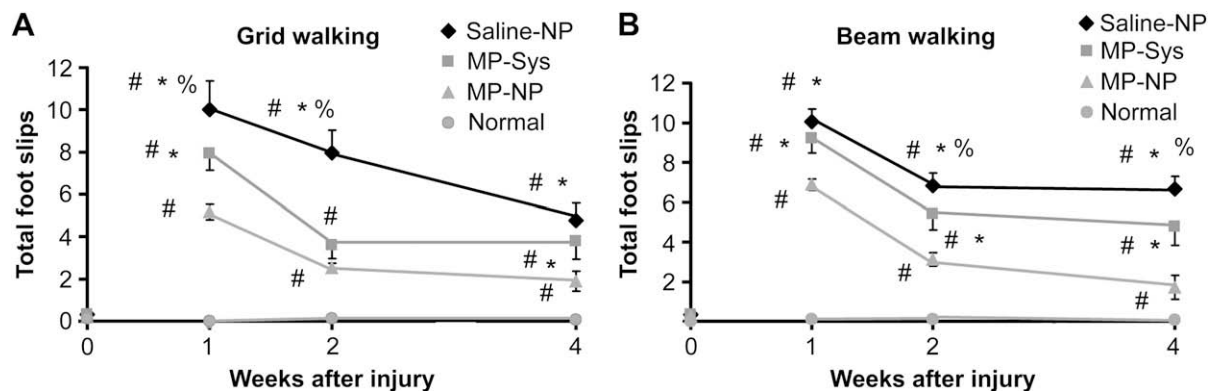 A
Grid walking
Saline-NP
MP-Sys
MP-NP
Normal
Total foot slips
12
10
8
6
4
2
0
# * %
# * %
# *
# *
#
# *
#
#
#
0
1
2
4
Weeks after injury
B
Beam walking
Saline-NP
MP-Sys
MP-NP
Normal
Total foot slips
12
10
8
6
4
2
# *
# * %
# * %
# *
# *
# *
#
#
#
0
1
2
4
Weeks after injury